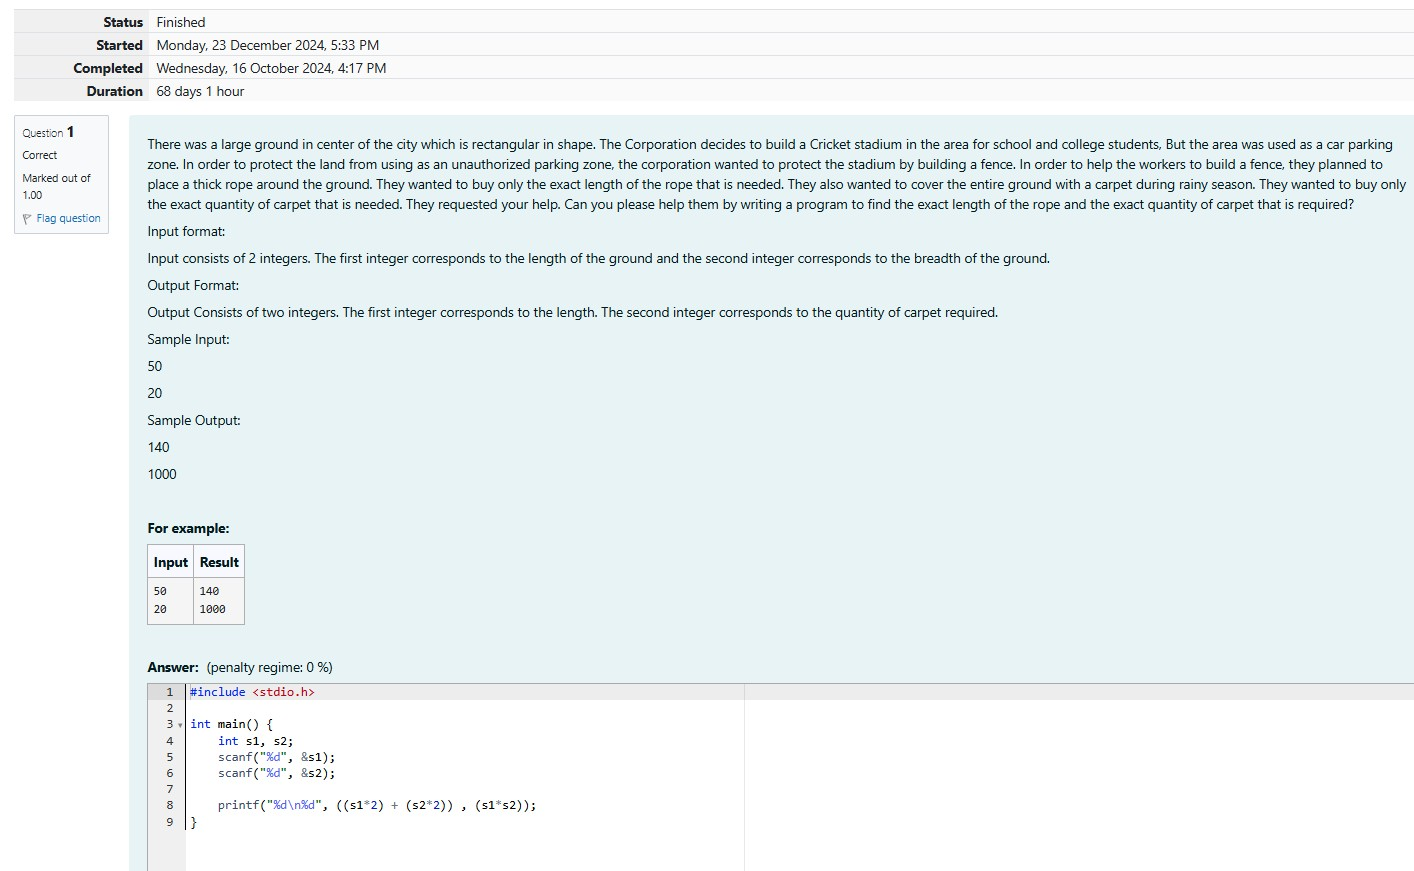 Status Finished
Started Monday, 23 December 2024, 5:33 PM
Completed Wednesday, 16 October 2024, 4:17 PM
Duration 68 days 1 hour
Question 1
Correct
Marked out of
1.00
Flag question
There was a large ground in center of the city which is rectangular in shape. The Corporation decides to build a Cricket stadium in the area for school and college students, But the area was used as a car parking
zone. In order to protect the land from using as an unauthorized parking zone, the corporation wanted to protect the stadium by building a fence. In order to help the workers to build a fence, they planned to
place a thick rope around the ground. They wanted to buy only the exact length of the rope that is needed. They also wanted to cover the entire ground with a carpet during rainy season. They wanted to buy only
the exact quantity of carpet that is needed. They requested your help. Can you please help them by writing a program to find the exact length of the rope and the exact quantity of carpet that is required?
Input format:
Input consists of 2 integers. The first integer corresponds to the length of the ground and the second integer corresponds to the breadth of the ground.
Output Format:
Output Consists of two integers. The first integer corresponds to the length. The second integer corresponds to the quantity of carpet required.
Sample Input:
50
20
Sample Output:
140
1000
For example:
Input Result
50 140
20 1000
Answer: (penalty regime: 0 %)
1 #include <stdio.h>
2
3 int main() {
4 int s1, s2;
5 scanf("%d", &s1);
6 scanf("%d", &s2);
7
8 printf("%d\n%d", ((s1*2) + (s2*2)) , (s1*s2));
9 }